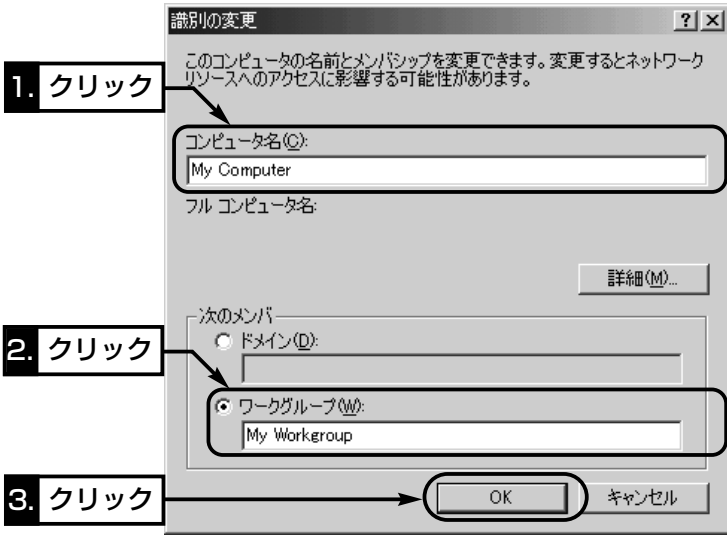 識別の変更
このコンピュータの名前とメンバシップを変更できます。変更するとネットワーク
リソースへのアクセスに影響する可能性があります。
1. クリック
コンピュータ名(C):
My Computer
フル コンピュータ名:
詳細(M)...
次のメンバ
2. クリック
ドメイン(D):
ワークグループ(W):
My Workgroup
3. クリック
OK
キャンセル